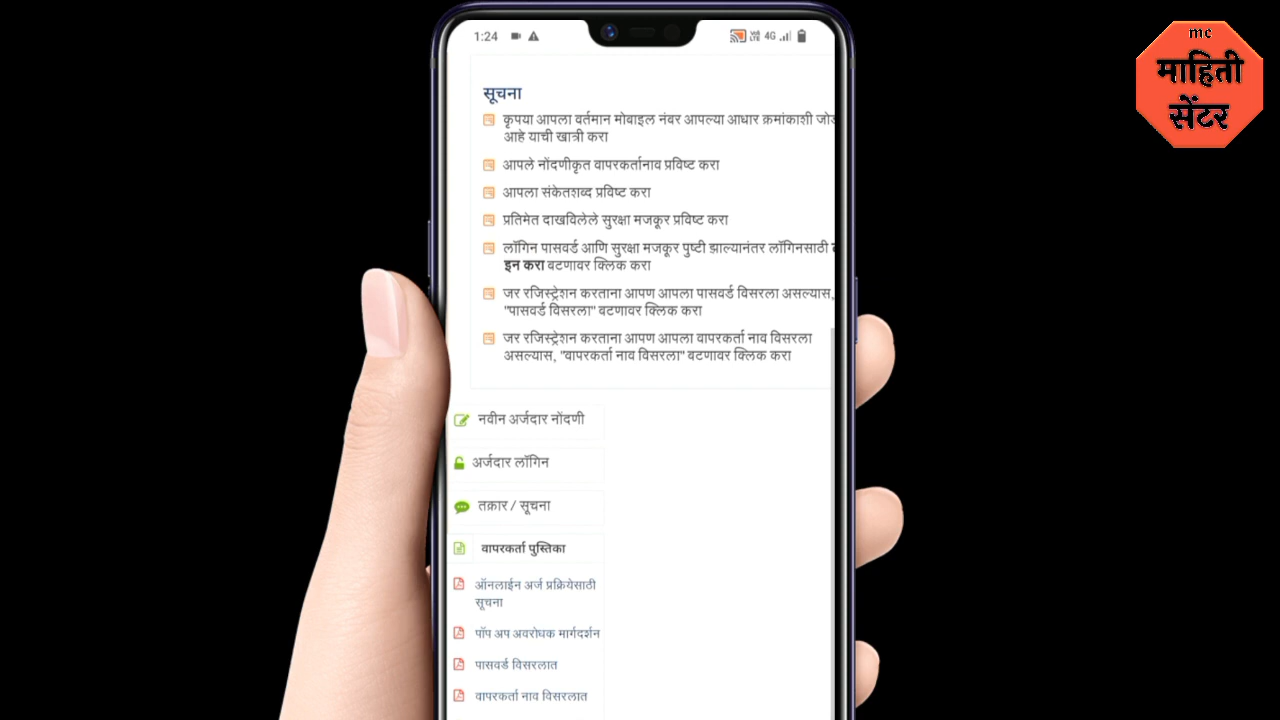 1:24
4G
mc
माहिती
सेंटर
सूचना
कृपया आपला वर्तमान मोबाइल नंबर आपल्या आधार क्रमांकाशी
आहे याची खात्री करा
आपले नोंदणीकृत वापरकर्तानाव प्रविष्ट करा
आपला संकेतशब्द प्रविष्ट करा
प्रतिमेत दाखविलेले सुरक्षा मजकूर प्रविष्ट करा
लॉगिन पासवर्ड आणि सुरक्षा मजकूर पुष्टी झाल्यानंतर लॉगिनसाठी
इन करा वटणावर क्लिक करा
जर रजिस्ट्रेशन करताना आपण आपला पासवर्ड विसरला असल्यास,
"पासवर्ड विसरला" बटणावर क्लिक करा
जर रजिस्ट्रेशन करताना आपण आपला वापरकर्ता नाव विसरला
असल्यास, "वापरकर्ता नाव विसरला" बटणावर क्लिक करा
नवीन अर्जदार नोंदणी
अर्जदार लॉगिन
तक्रार / सूचना
वापरकर्ता पुस्तिका
ऑनलाईन अर्ज प्रक्रियेसाठी
सूचना
पॉप अप अवरोधक मार्गदर्शन
पासवर्ड विसरलात
वापरकर्ता नाव विसरलात